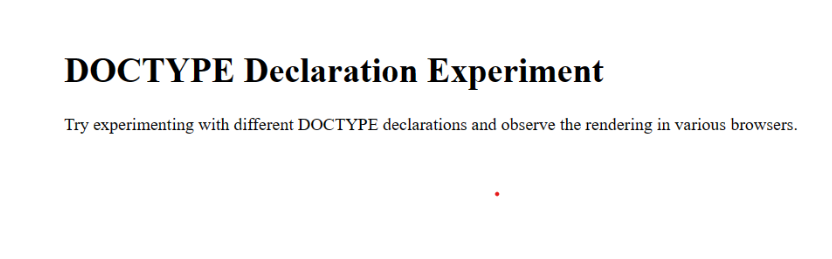 DOCTYPE Declaration Experiment
Try experimenting with different DOCTYPE declarations and observe the rendering in various browsers.